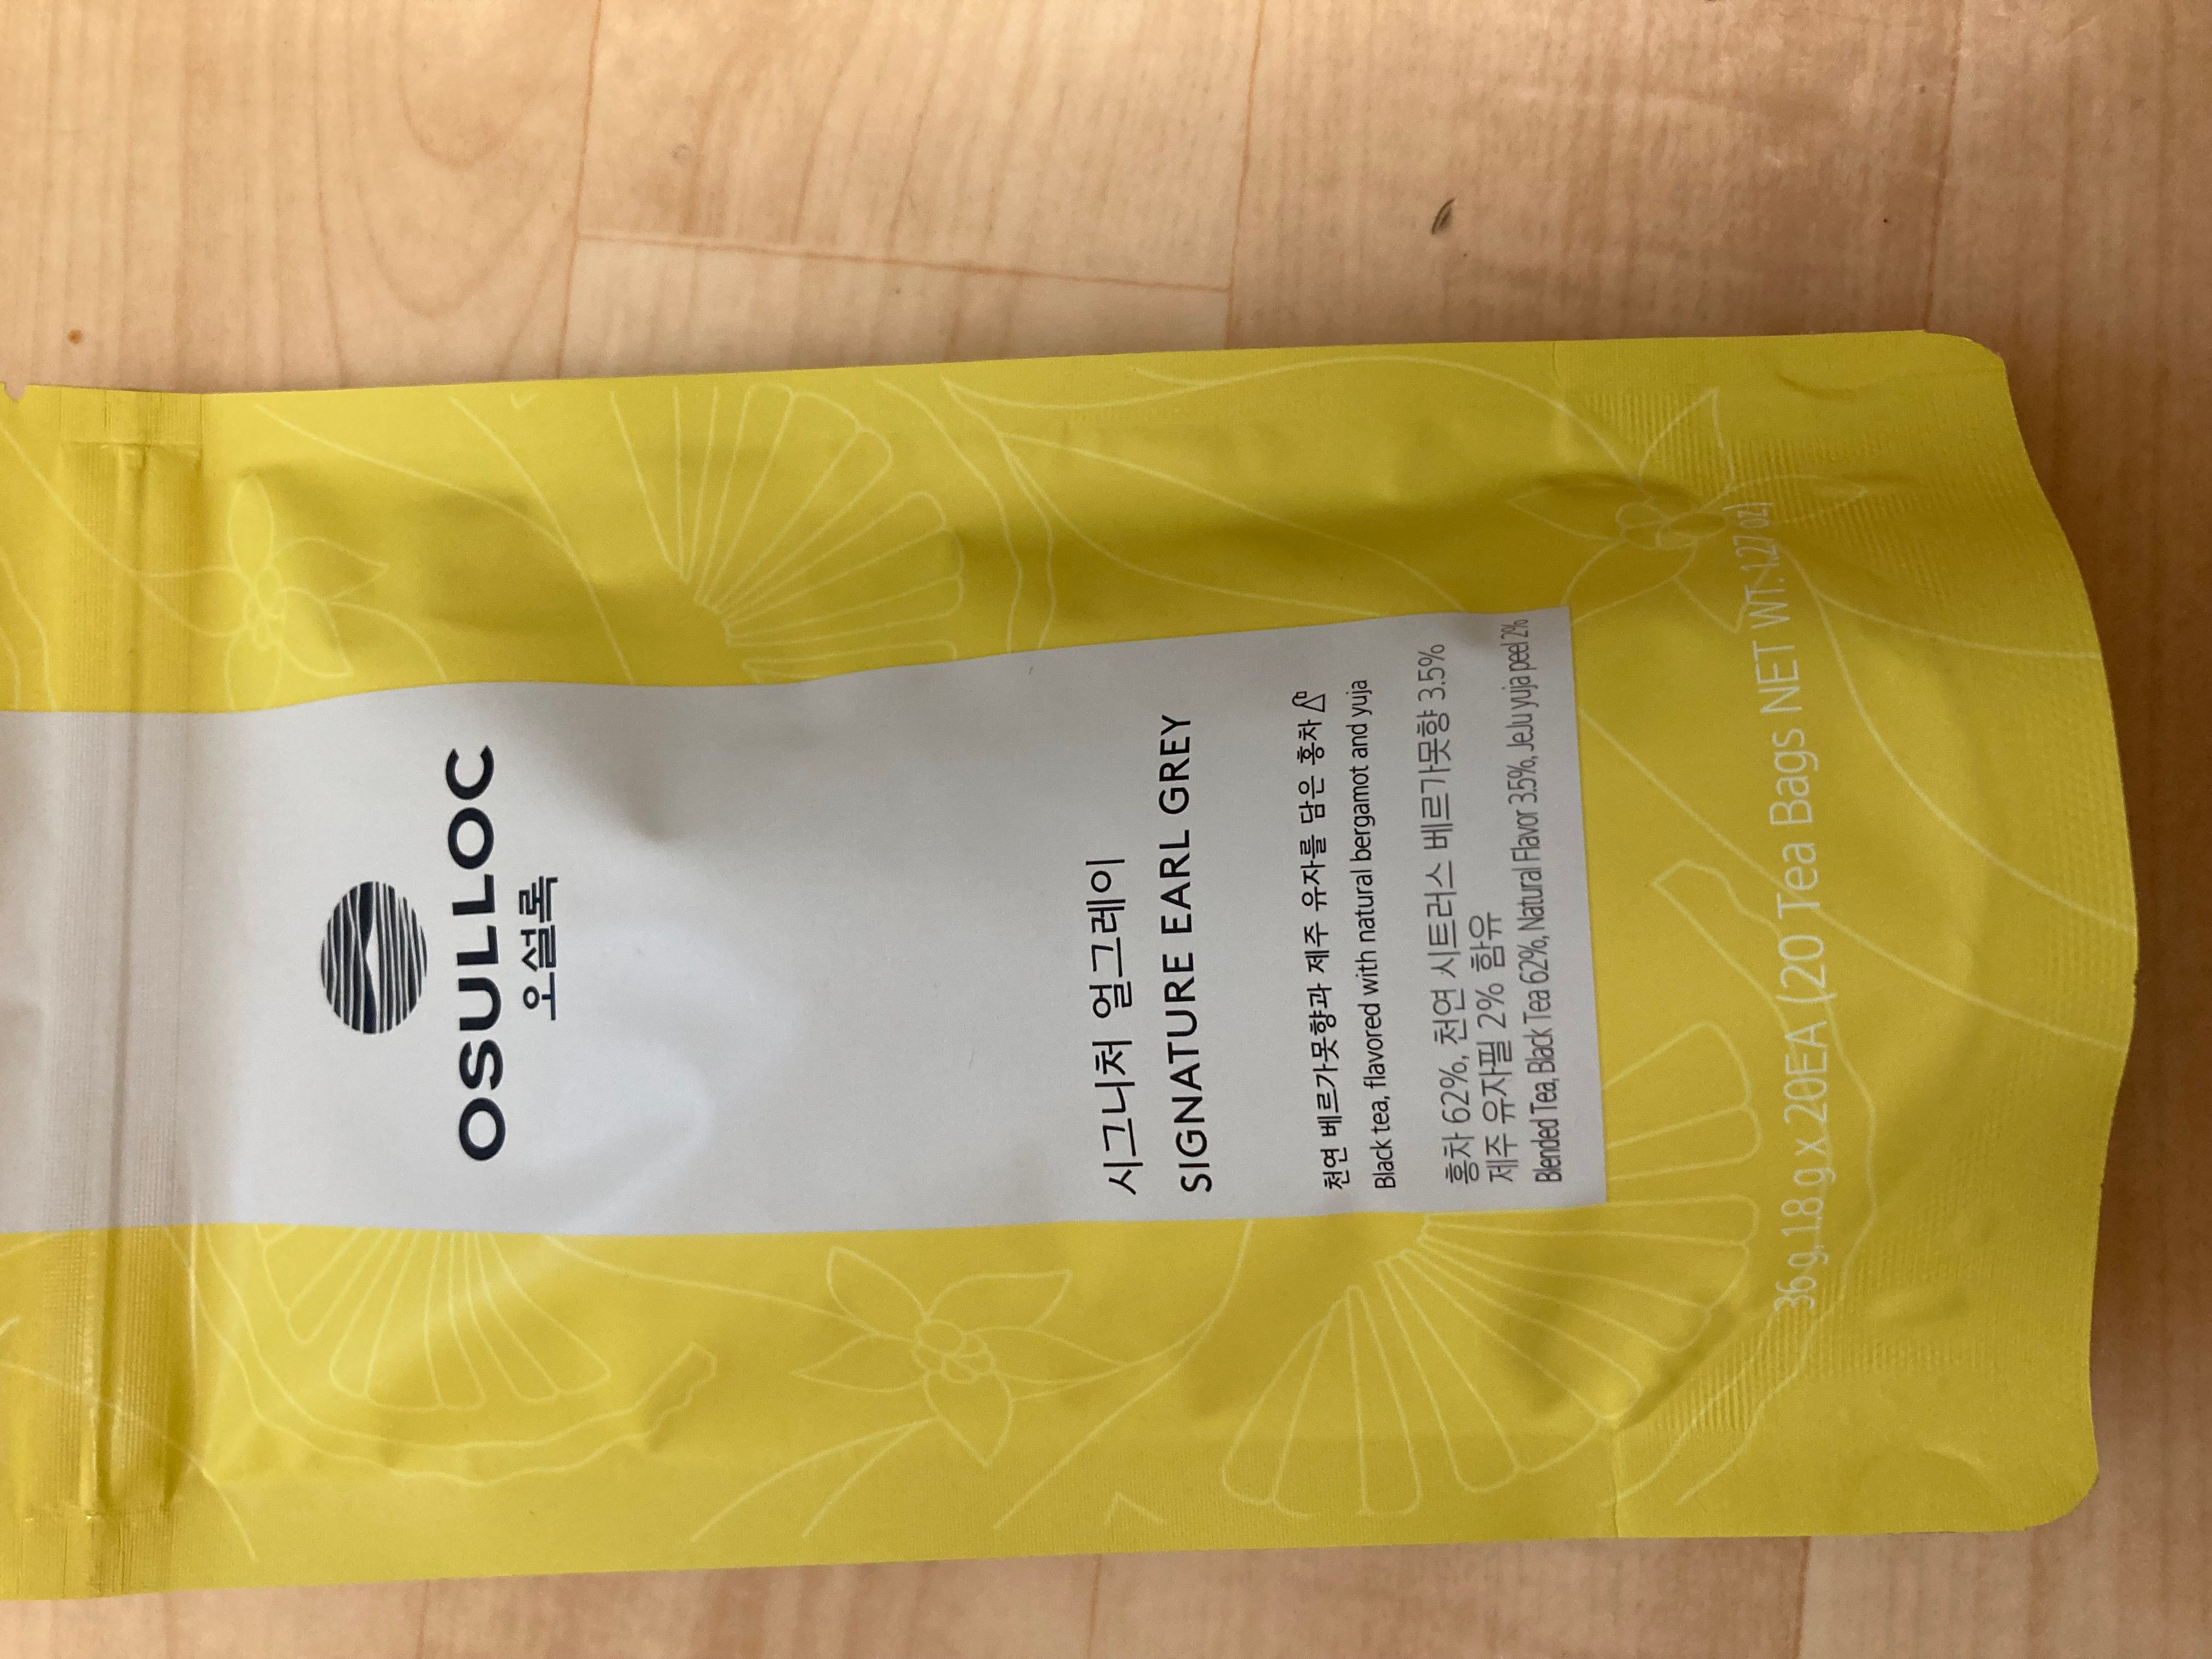 OSULLOC
오설록
시그니처 얼그레이
SIGNATURE EARL GREY
천연 베르가못향과 제주 유자를 담은 홍차
Black tea, flavored with natural bergamot and yuja
홍차 62%, 천연 시트러스 베르가못향 3.5%
제주 유자필 2% 함유
Blended Tea, Black Tea 62%, Natural Flavor 3.5%, JeJu yuja peel 2%
36 g, 1.8 g x 20EA (20 Tea Bags NET WT. 1.27 oz)